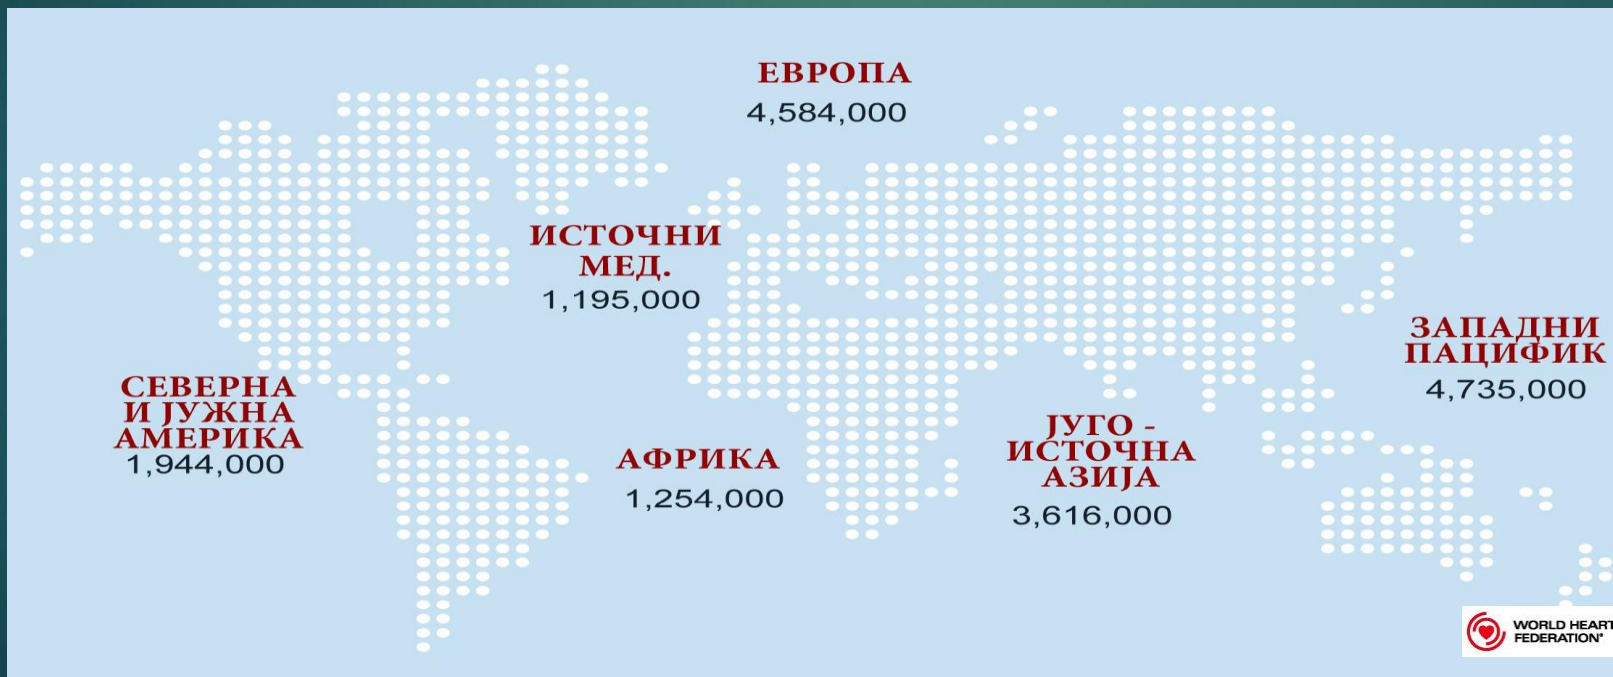 ЕВРОПА
4,584,000
ИСТОЧНИ
МЕД.
1,195,000
ЗАПАДНИ
ПАЦИФИК
4,735,000
СЕВЕРНА
И ЈУЖНА
АМЕРИКА
1,944,000
АФРИКА
1,254,000
ЈУГО -
ИСТОЧНА
АЗИЈА
3,616,000
WORLD HEART
FEDERATION®